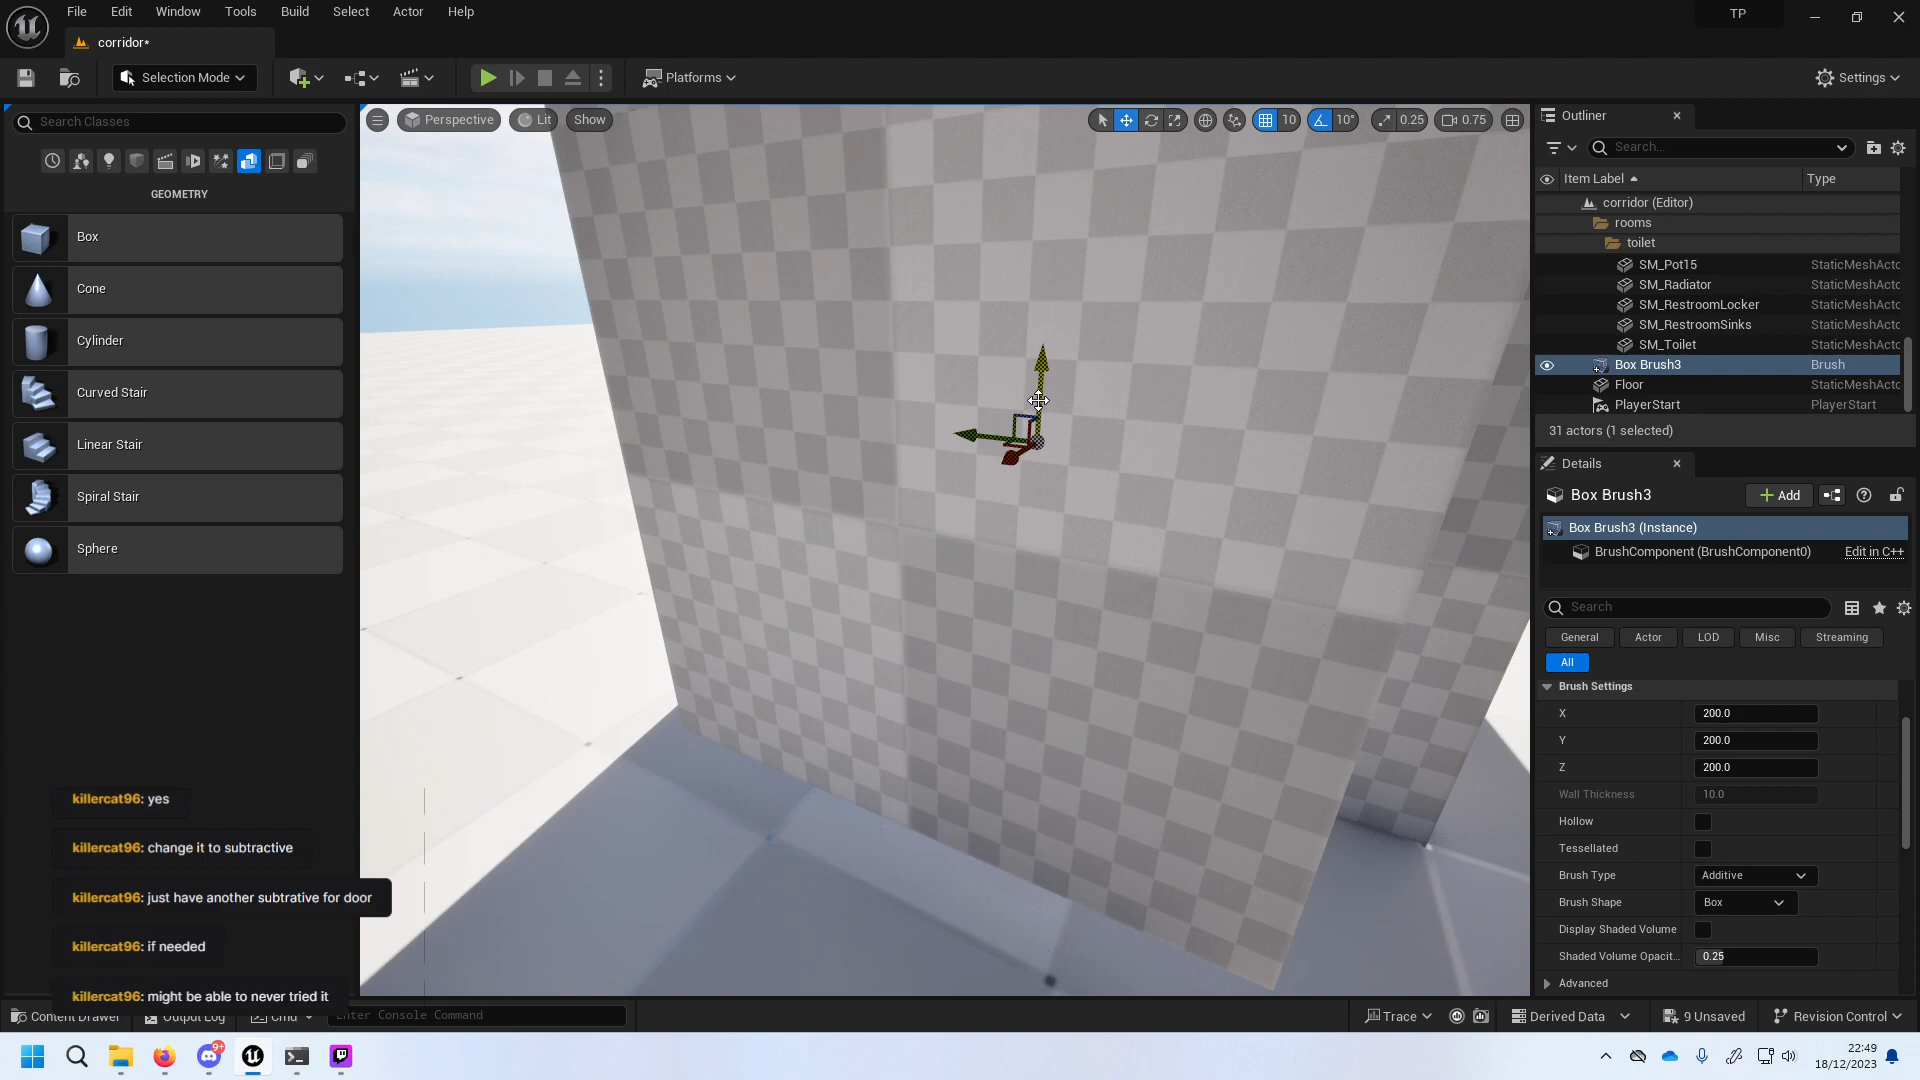 File Edit Window Tools Build Select Actor Help
TP
corridor*
Selection Mode
Platforms
Settings
Search Classes
GEOMETRY
Box
Cone
Cylinder
Curved Stair
Linear Stair
Spiral Stair
Sphere
killercat96: yes
killercat96: change it to subtractive
killercat96: just have another subtrative for door
killercat96: if needed
killercat96: might be able to never tried it
Perspective Lit Show
10 10° 0.25 0.75
Outliner
Search...
Item Label Type
corridor (Editor)
rooms
toilet
SM_Pot15 StaticMeshActo
SM_Radiator StaticMeshActo
SM_RestroomLocker StaticMeshActo
SM_RestroomSinks StaticMeshActo
SM_Toilet StaticMeshActo
Box Brush3 Brush
Floor StaticMeshActo
PlayerStart PlayerStart
31 actors (1 selected)
Details
Box Brush3 Add
Box Brush3 (Instance)
BrushComponent (BrushComponent0) Edit in C++
Search
General Actor LOD Misc Streaming
All
Brush Settings
X 200.0
Y 200.0
Z 200.0
Wall Thickness 10.0
Hollow
Tessellated
Brush Type Additive
Brush Shape Box
Display Shaded Volume
Shaded Volume Opacit... 0.25
Advanced
Content Drawer Output Log Cmd Enter Console Command
Trace Derived Data 9 Unsaved Revision Control
9+
22:49
18/12/2023